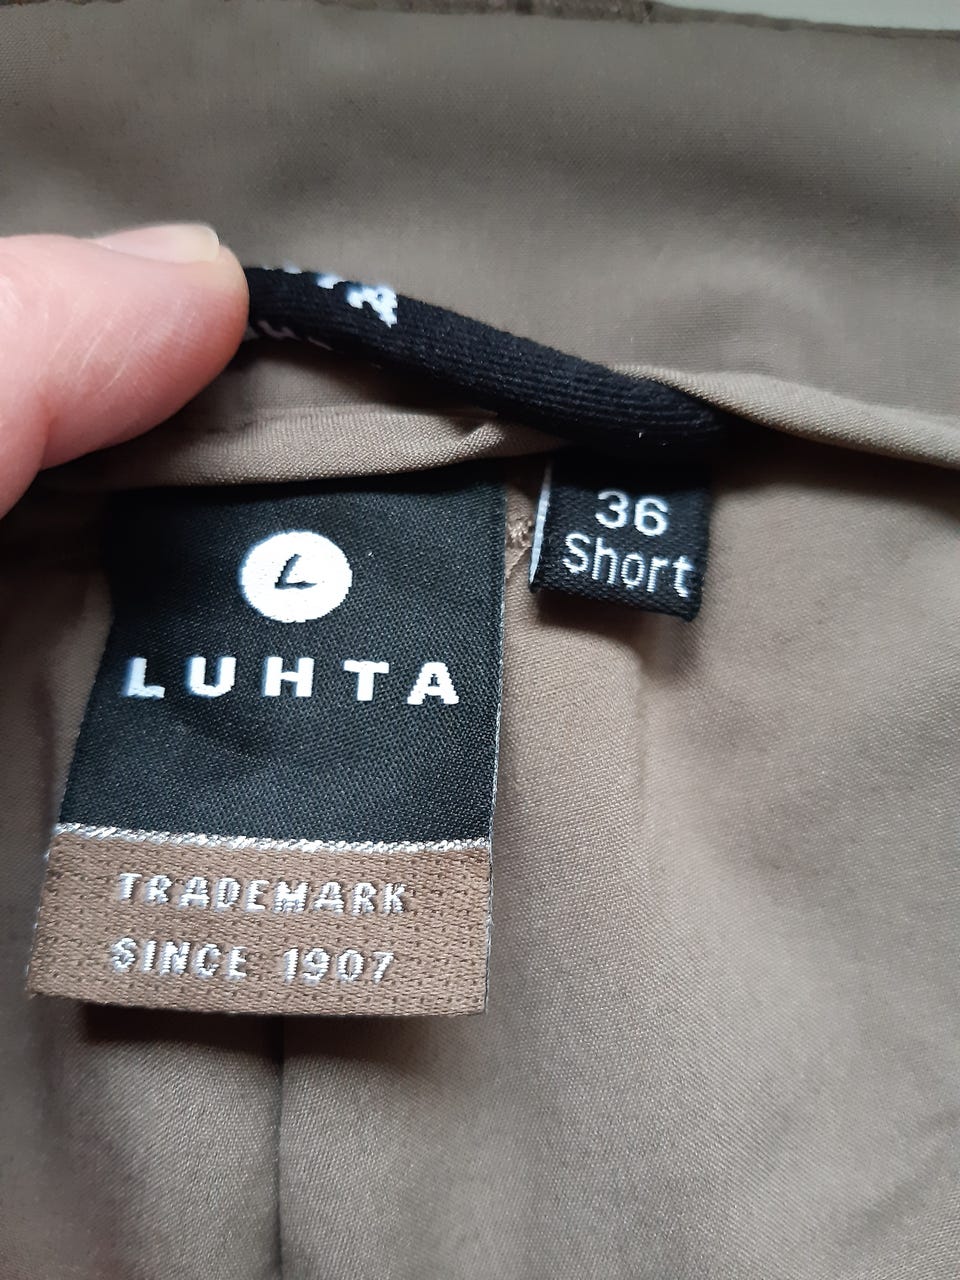 L
LUHTA
TRADEMARK
SINCE 1907
36
Short